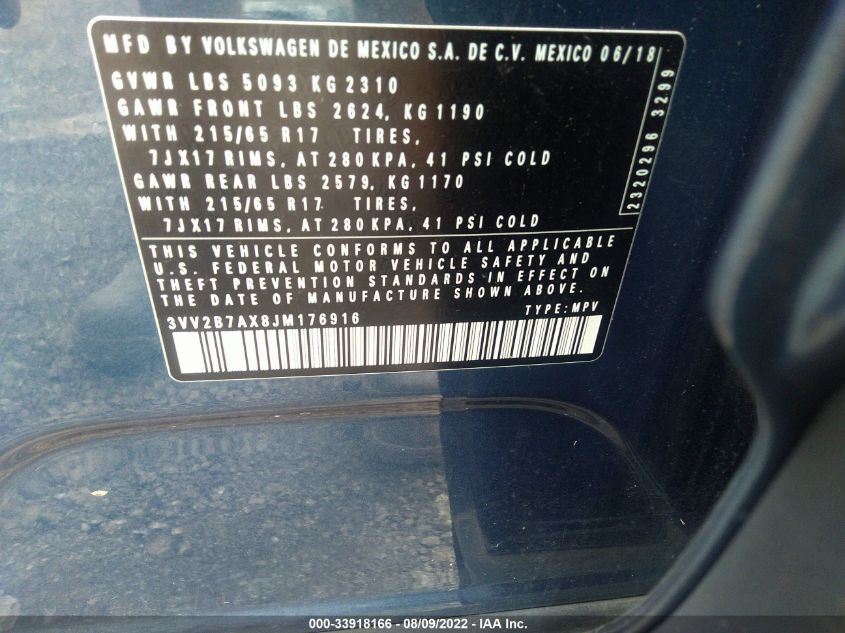 MFD BY VOLKSWAGEN DE MEXICO S.A. DE C.V. MEXICO 06/18
GVWR LBS 5093 KG 2310
GAWR FRONT LBS 2624, KG 1190
WITH 215/65 R17 TIRES,
7JX17 RIMS, AT 280 KPA, 41 PSI COLD
GAWR REAR LBS 2579, KG 1170
WITH 215/65 R17 TIRES,
7JX17 RIMS, AT 280 KPA, 41 PSI COLD
2320296 3299
THIS VEHICLE CONFORMS TO ALL APPLICABLE
U.S. FEDERAL MOTOR VEHICLE SAFETY AND
THEFT PREVENTION STANDARDS IN EFFECT ON
THE DATE OF MANUFACTURE SHOWN ABOVE.
3VV2B7AX8JM176916 TYPE: MPV
000-33918166 - 08/09/2022 - IAA Inc.